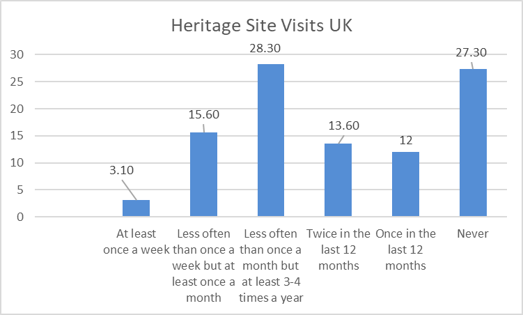 Heritage Site Visits UK
30
25
20
15
10
5
0
3.10
15.60
28.30
13.60
12
27.30
At least
once a week
Less often
than once a
week but at
least once a
month
Less often
than once a
month but
at least 3-4
times a year
Twice in the
last 12
months
Once in the
last 12
months
Never